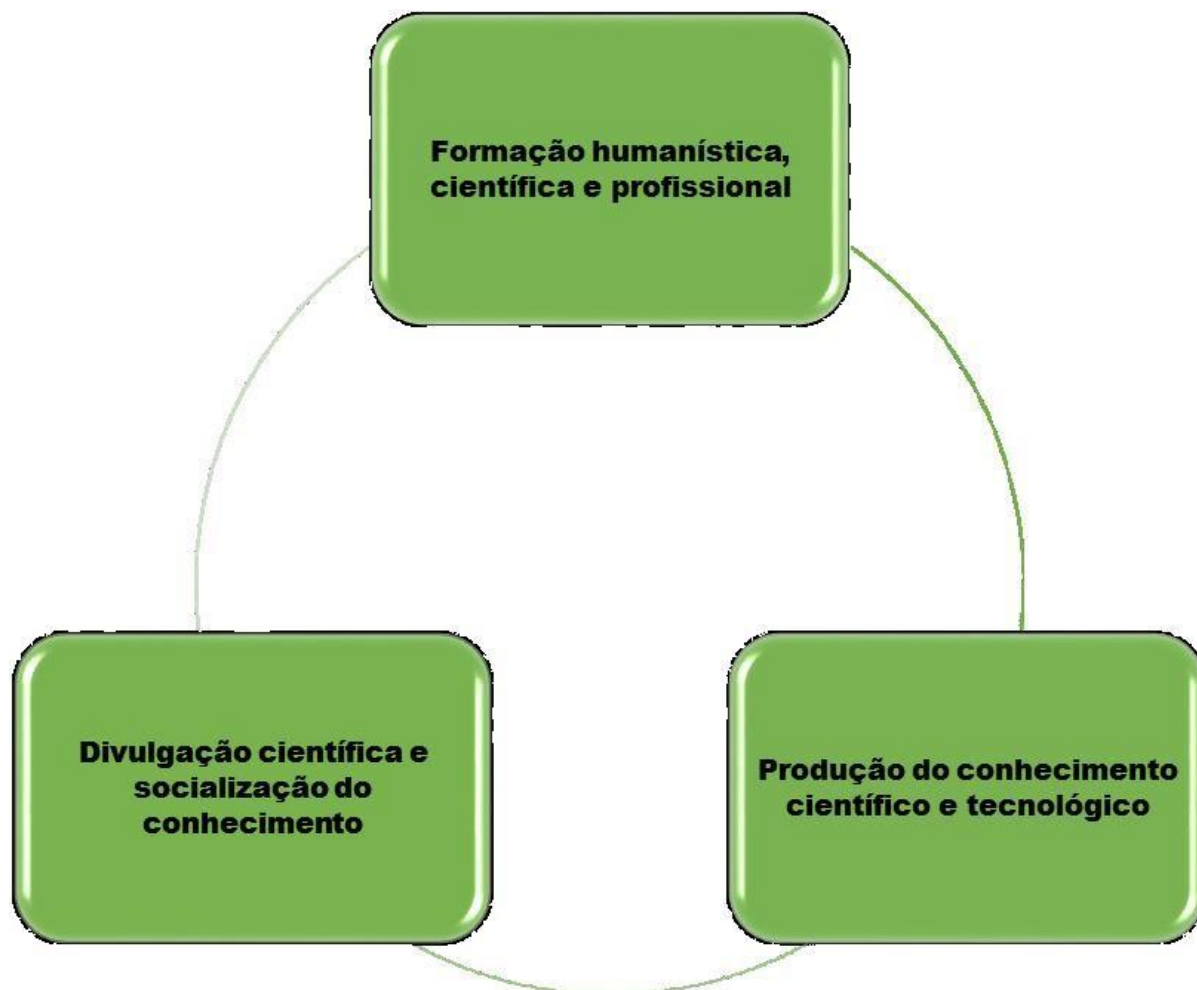 Formação humanística,
científica e profissional
Divulgação científica e
socialização do
conhecimento
Produção do conhecimento
científico e tecnológico